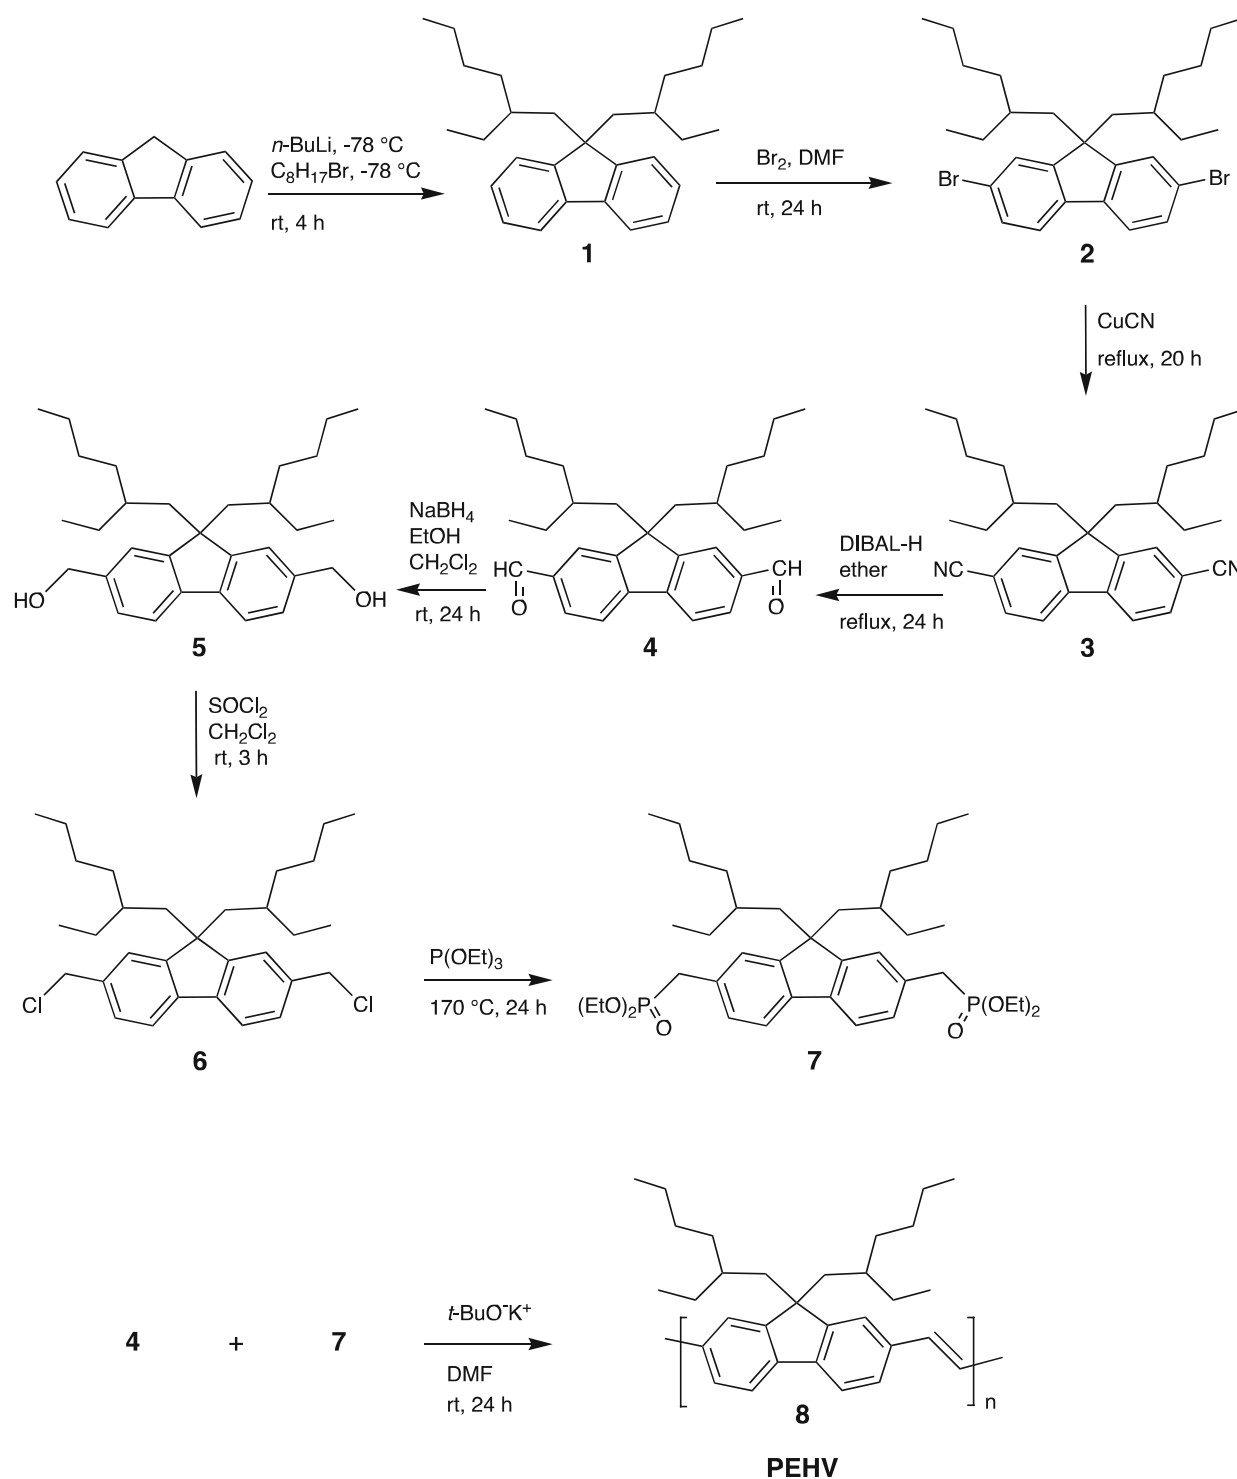 n-BuLi, -78 °C
C₈H₁₇Br, -78 °C
rt, 4 h
1
Br₂, DMF
rt, 24 h
Br
Br
2
CuCN
reflux, 20 h
HO
OH
5
NaBH₄
EtOH
CH₂Cl₂
rt, 24 h
HC
O
CH
O
4
DIBAL-H
ether
reflux, 24 h
NC
CN
3
SOCl₂
CH₂Cl₂
rt, 3 h
Cl
Cl
6
P(OEt)₃
170 °C, 24 h
(EtO)₂P
O
P(OEt)₂
O
7
4 + 7
t-BuO⁻K⁺
DMF
rt, 24 h
n
8
PEHV